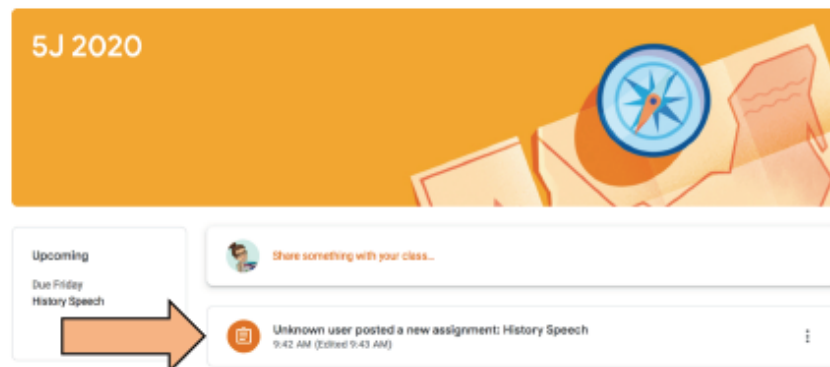 5J 2020
Upcoming
Due Friday
History Speech
Share something with your class...
Unknown user posted a new assignment: History Speech
9:42 AM (Edited 9:43 AM)